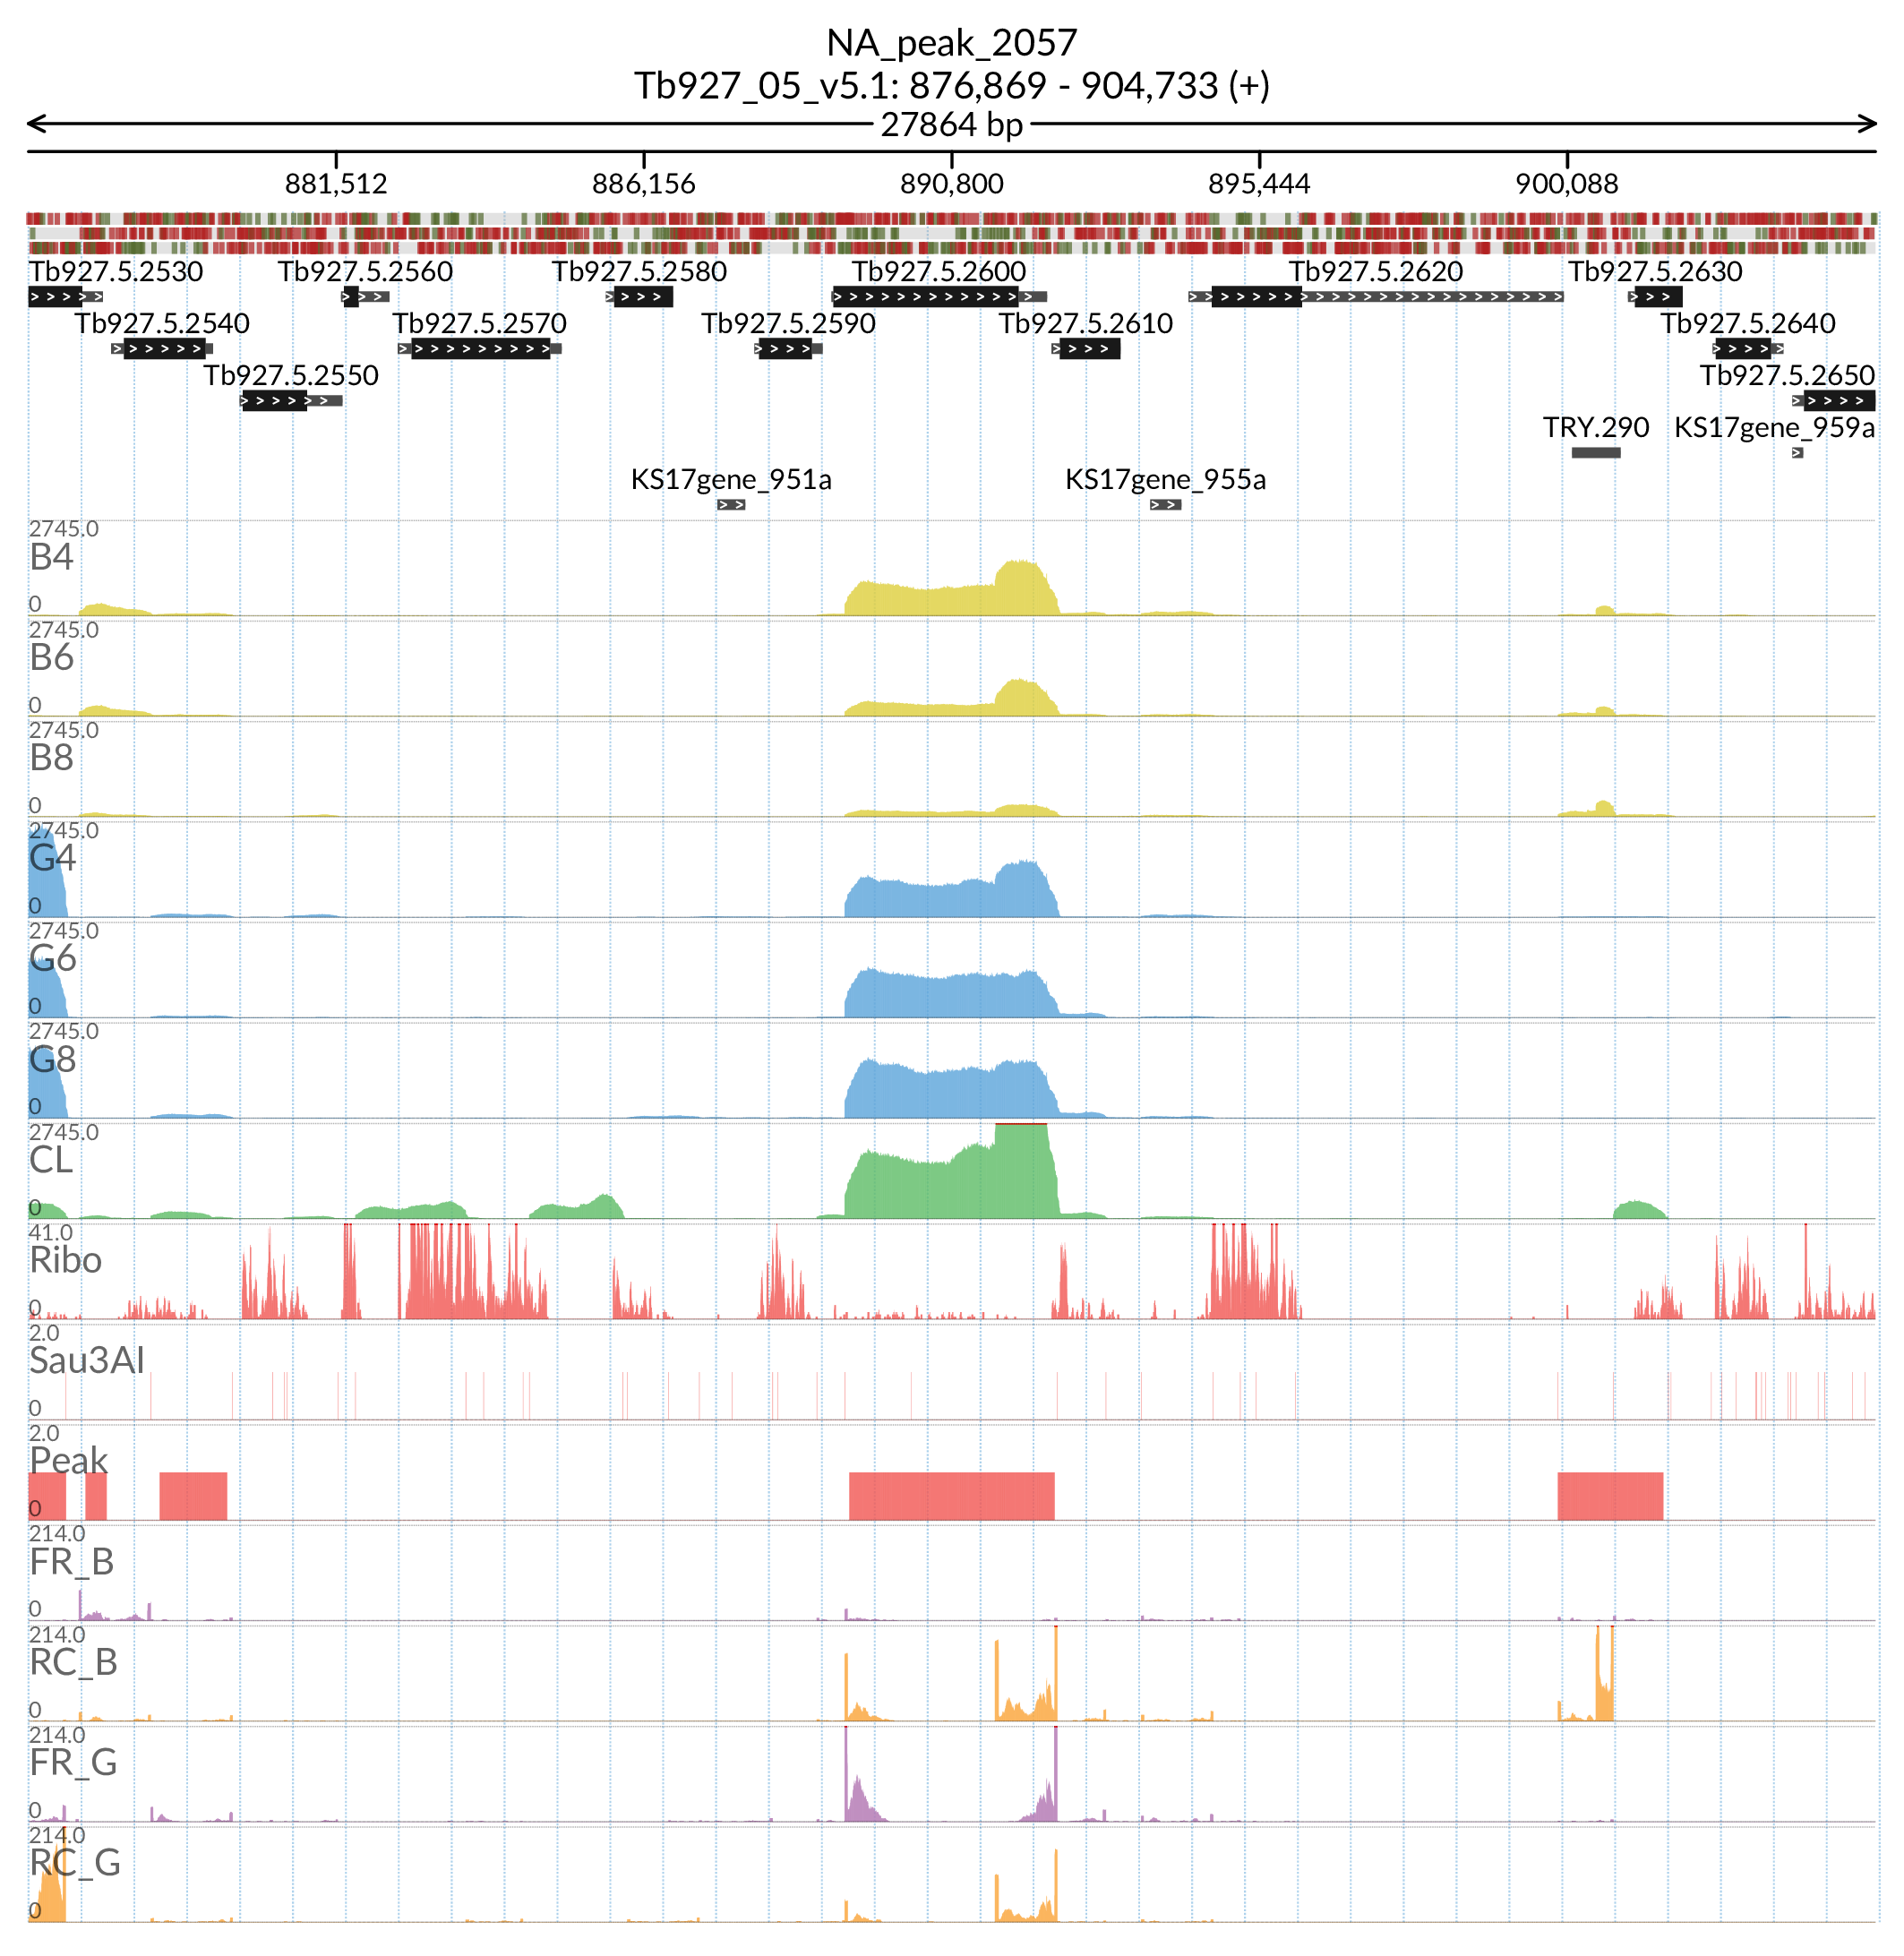 NA_peak_2057
Tb927_05_v5.1: 876,869 - 904,733 (+)
27864 bp
881,512 886,156 890,800 895,444 900,088
Tb927.5.2530 Tb927.5.2560 Tb927.5.2580 Tb927.5.2600 Tb927.5.2620 Tb927.5.2630
Tb927.5.2540 Tb927.5.2570 Tb927.5.2590 Tb927.5.2610 Tb927.5.2640
Tb927.5.2550 Tb927.5.2650
TRY.290 KS17gene_959a
KS17gene_951a KS17gene_955a
2745.0
B4
0
2745.0
B6
0
2745.0
B8
0
2745.0
G4
0
2745.0
G6
0
2745.0
G8
0
2745.0
CL
0
41.0
Ribo
0
2.0
Sau3AI
0
2.0
Peak
0
214.0
FR_B
0
214.0
RC_B
0
214.0
FR_G
0
214.0
RC_G
0